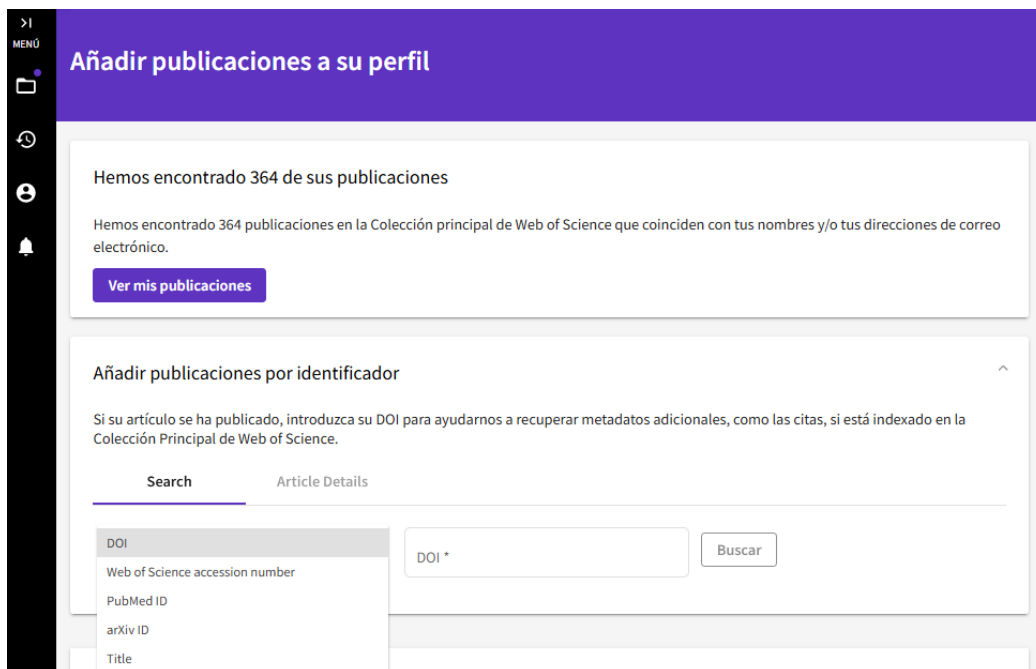 MENÚ
Añadir publicaciones a su perfil
Hemos encontrado 364 de sus publicaciones
Hemos encontrado 364 publicaciones en la Colección principal de Web of Science que coinciden con tus nombres y/o tus direcciones de correo
electrónico.
Ver mis publicaciones
Añadir publicaciones por identificador
Si su artículo se ha publicado, introduzca su DOI para ayudarnos a recuperar metadatos adicionales, como las citas, si está indexado en la
Colección Principal de Web of Science.
Search Article Details
DOI
DOI *
Buscar
Web of Science accession number
PubMed ID
arXiv ID
Title